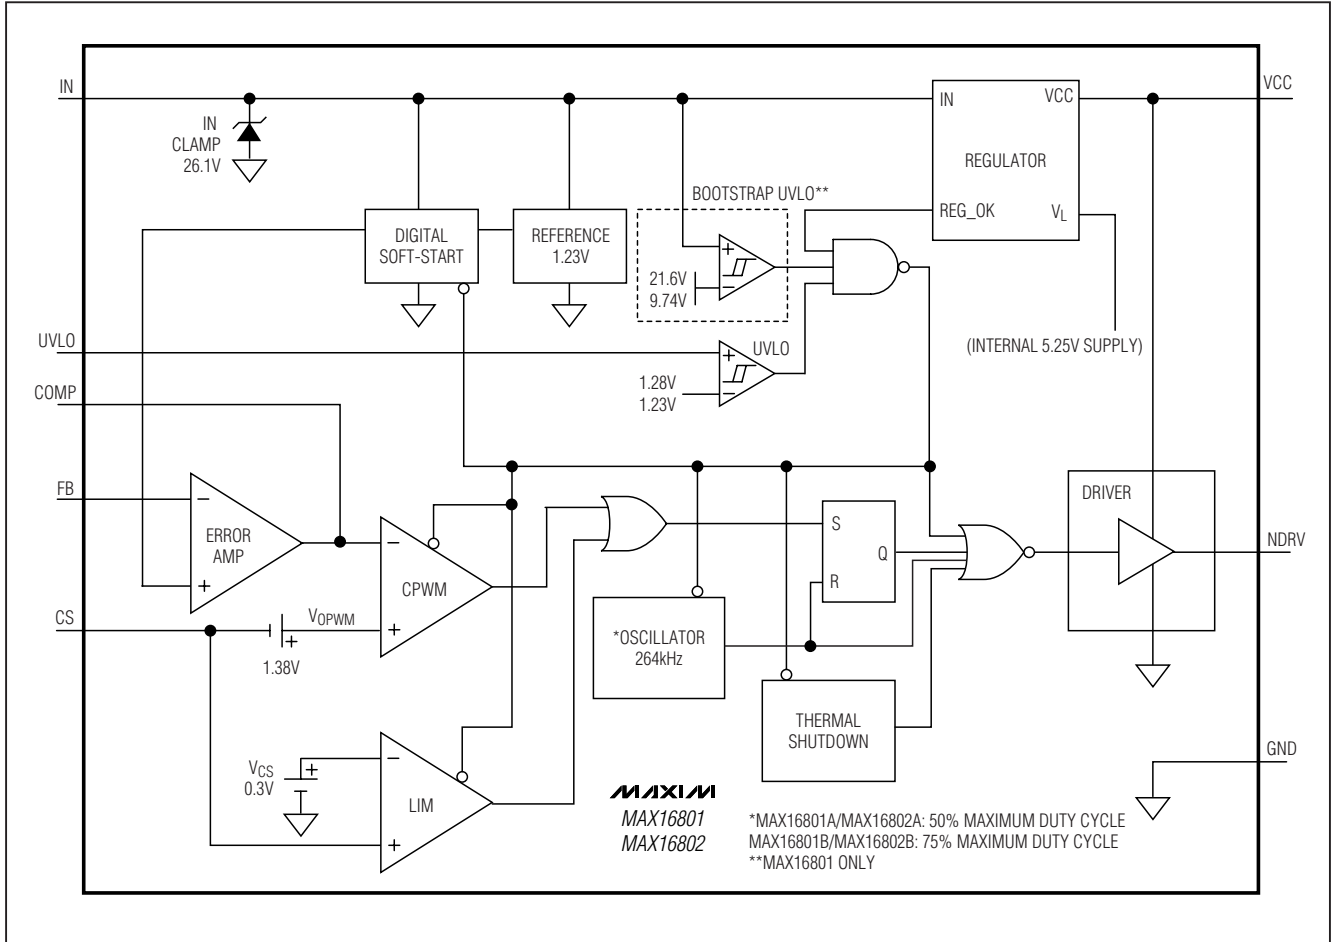 IN
VCC
IN
CLAMP
26.1V
IN
VCC
REGULATOR
REG_OK
VL
BOOTSTRAP UVLO**
DIGITAL
SOFT-START
REFERENCE
1.23V
+
−
21.6V
9.74V
UVLO
UVLO
+
−
1.28V
1.23V
(INTERNAL 5.25V SUPPLY)
COMP
FB
−
ERROR
AMP
+
−
CPWM
+
S
Q
R
DRIVER
NDRV
CS
VOPWM
+
1.38V
*OSCILLATOR
264kHz
THERMAL
SHUTDOWN
GND
VCS
0.3V
+
−
LIM
+
MAXIM
MAX16801
MAX16802
*MAX16801A/MAX16802A: 50% MAXIMUM DUTY CYCLE
MAX16801B/MAX16802B: 75% MAXIMUM DUTY CYCLE
**MAX16801 ONLY